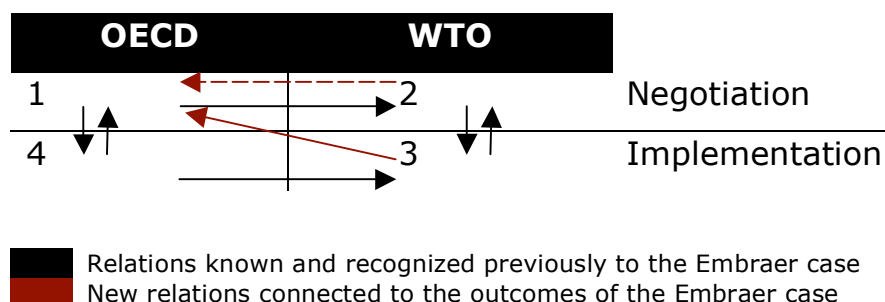 OECD WTO
1 2 Negotiation
4 3 Implementation
Relations known and recognized previously to the Embraer case
New relations connected to the outcomes of the Embraer case